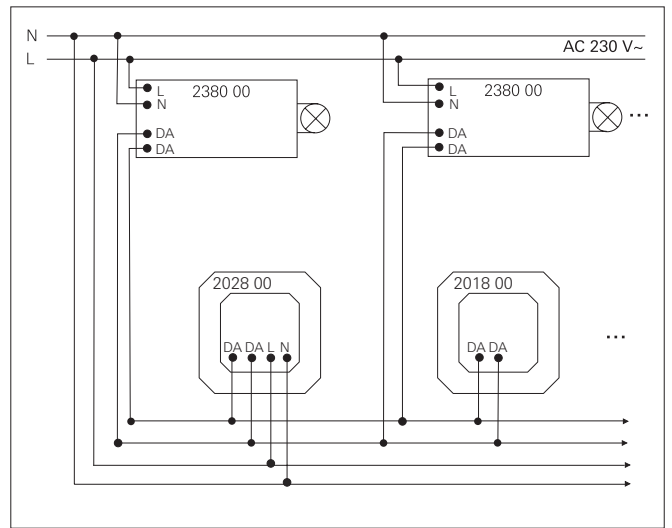 N
AC 230 V~
L
2380 00
L
N
DA
DA
2380 00
L
N
DA
DA
...
2028 00
DA DA L N
2018 00
DA DA
...